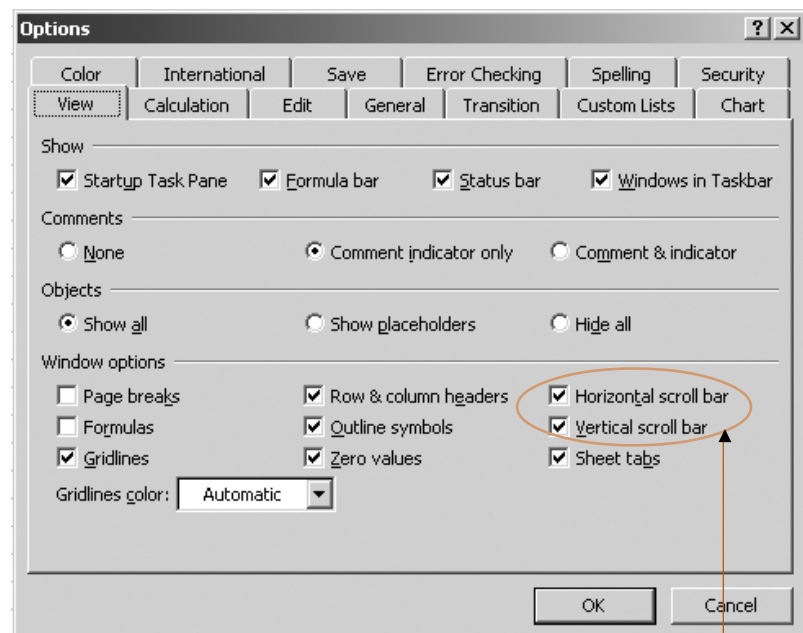 Options
Color International Save Error Checking Spelling Security
View Calculation Edit General Transition Custom Lists Chart
Show
Startup Task Pane Formula bar Status bar Windows in Taskbar
Comments
None Comment indicator only Comment & indicator
Objects
Show all Show placeholders Hide all
Window options
Page breaks Row & column headers Horizontal scroll bar
Formulas Outline symbols Vertical scroll bar
Gridlines Zero values Sheet tabs
Gridlines color: Automatic
OK Cancel